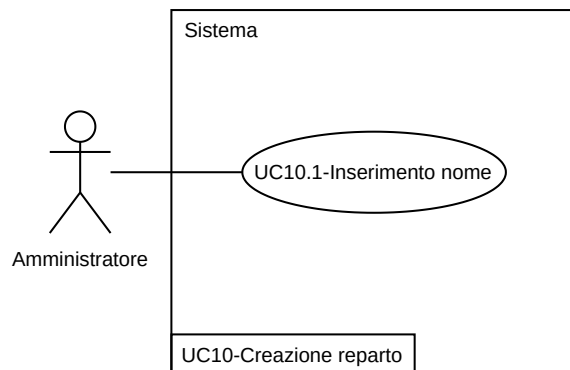 Sistema
UC10.1-Inserimento nome
Amministratore
UC10-Creazione reparto